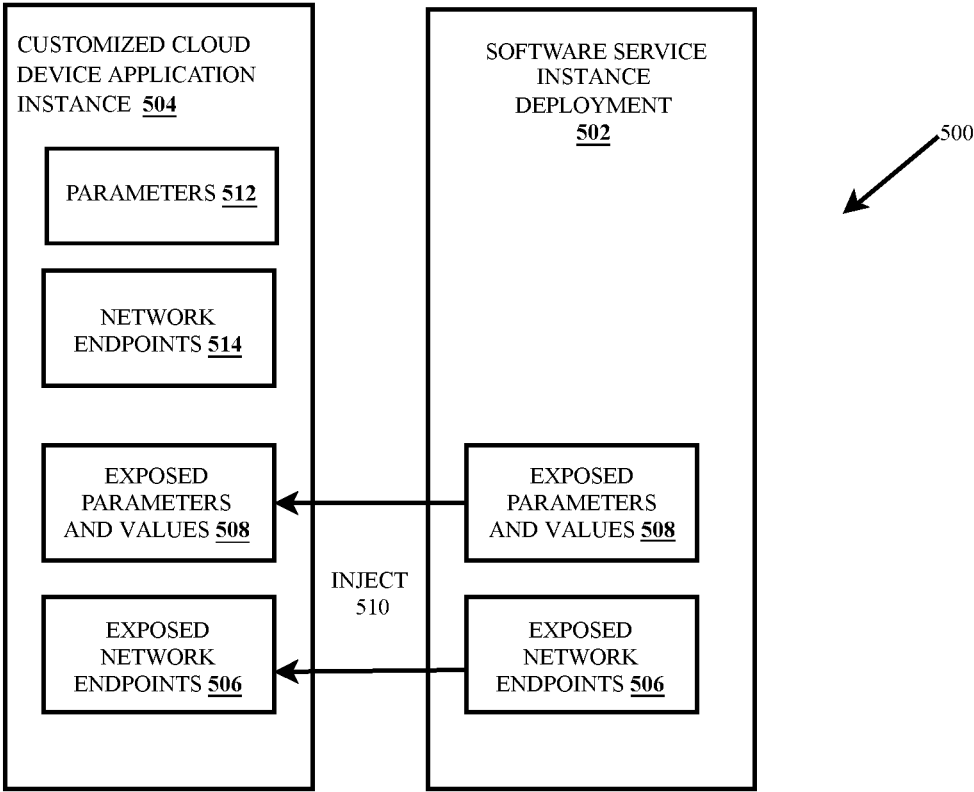 CUSTOMIZED CLOUD
DEVICE APPLICATION
INSTANCE 504
PARAMETERS 512
NETWORK
ENDPOINTS 514
EXPOSED
PARAMETERS
AND VALUES 508
EXPOSED
NETWORK
ENDPOINTS 506
INJECT
510
SOFTWARE SERVICE
INSTANCE
DEPLOYMENT
502
EXPOSED
PARAMETERS
AND VALUES 508
EXPOSED
NETWORK
ENDPOINTS 506
500